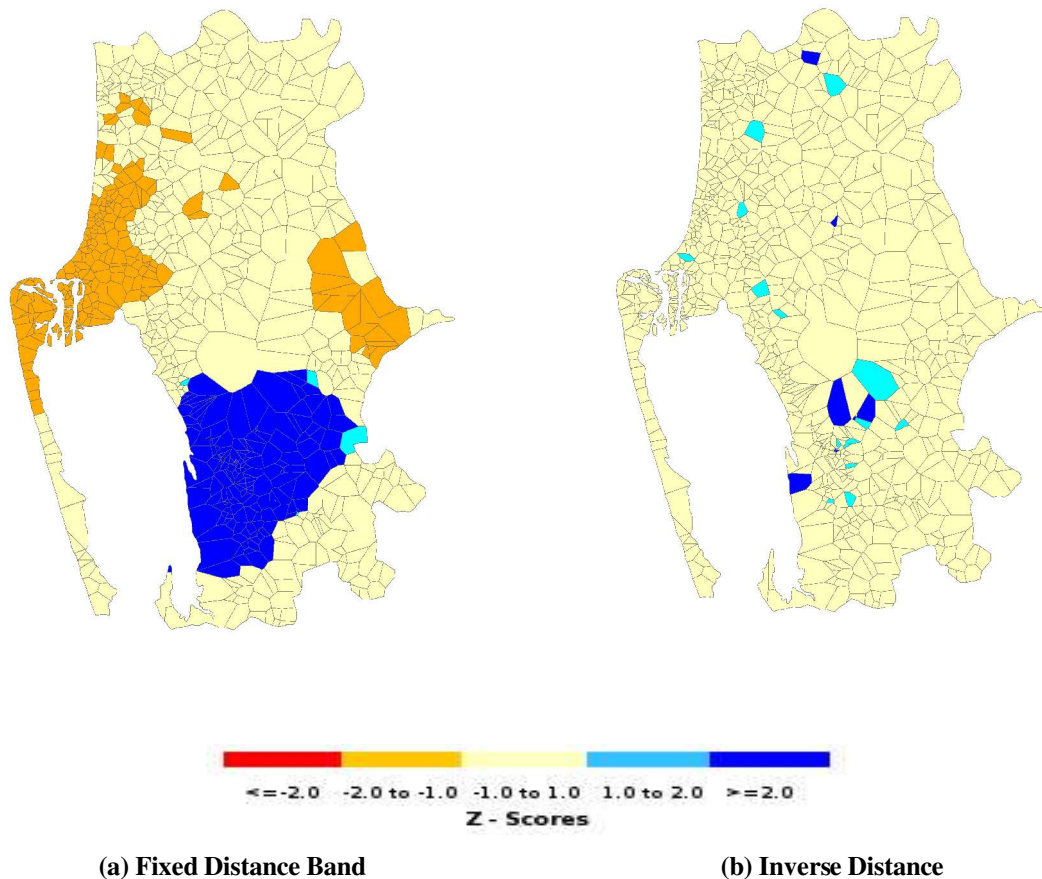 <=-2.0 -2.0 to -1.0 -1.0 to 1.0 1.0 to 2.0 >=2.0
Z - Scores
(a) Fixed Distance Band (b) Inverse Distance